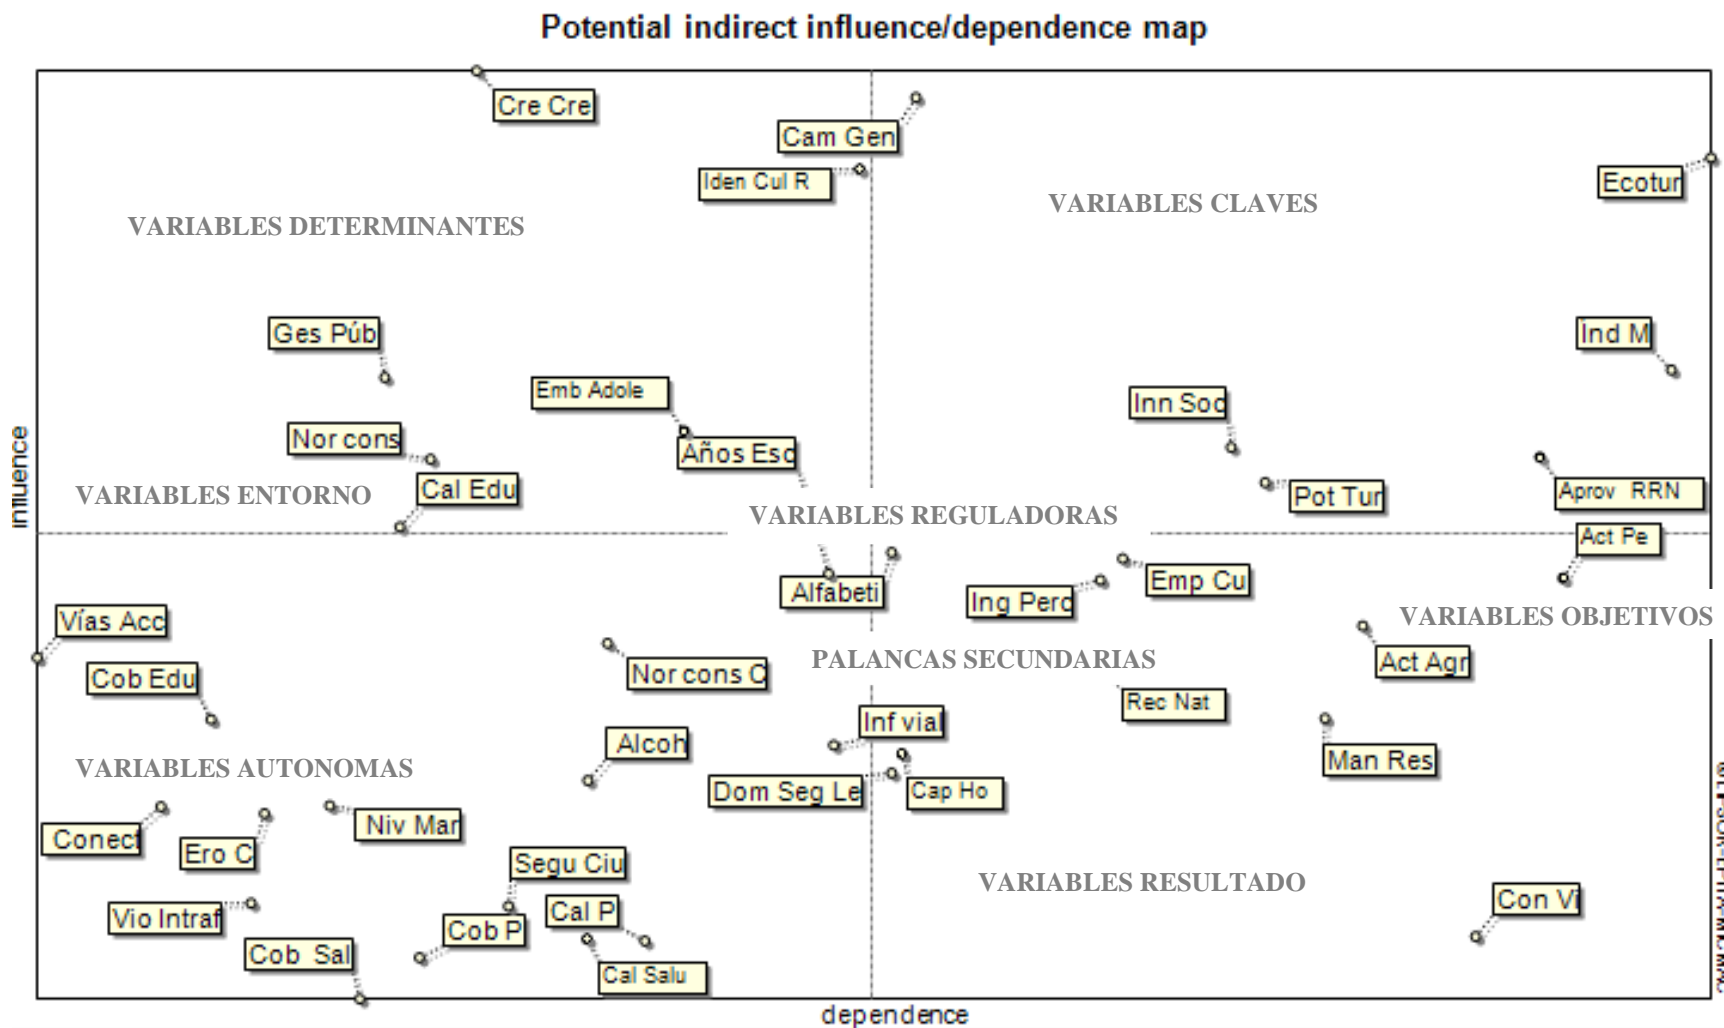 Potential indirect influence/dependence map
Cre Cre
Cam Gen
Iden Cul R
Ecotur
VARIABLES CLAVES
VARIABLES DETERMINANTES
Ges Púb
Ind M
Emb Adole
Inn Soc
Nor cons
Años Esc
Cal Edu
VARIABLES ENTORNO
Pot Tur
Aprov RRN
influence
VARIABLES REGULADORAS
Act Pe
Alfabeti
Ing Perc
Emp Cu
VARIABLES OBJETIVOS
Vías Acc
Cob Edu
Nor cons C
PALANCAS SECUNDARIAS
Act Agr
Rec Nat
Inf vial
Alcoh
VARIABLES AUTONOMAS
Man Res
Dom Seg Le
Cap Ho
Conect
Ero C
Niv Mar
Segu Ciu
VARIABLES RESULTADO
Con Vi
Vio Intraf
Cal P
Cob P
Cob Sal
Cal Salu
dependence